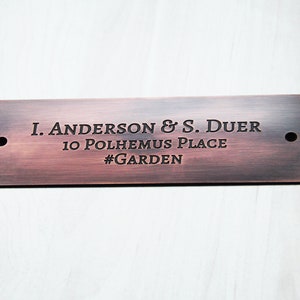 I. Anderson & S. Duer
10 Polhemus Place
#Garden